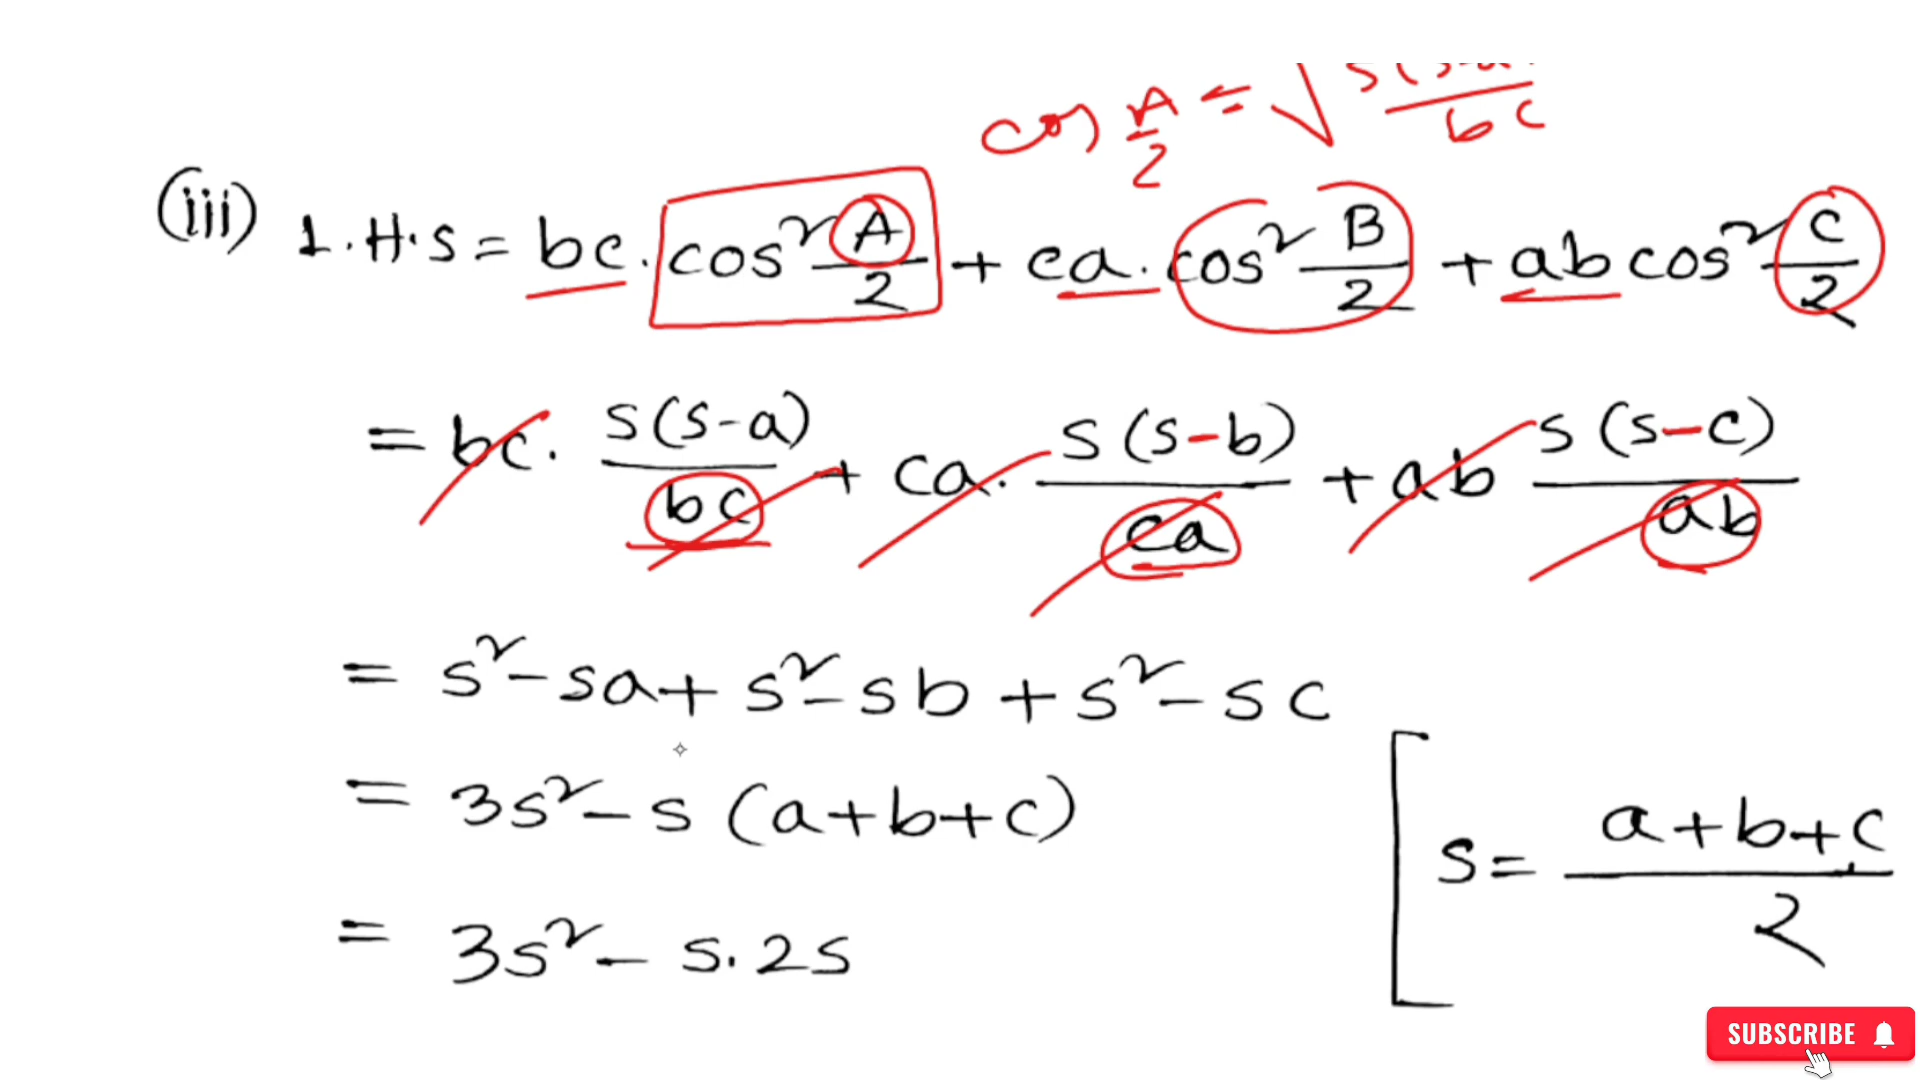 cos A/2 = √(s(s-a)/bc)
(iii) L.H.S = bc. cos² A/2 + ca. cos² B/2 + ab cos² C/2
= bc. s(s-a)/bc + ca. s(s-b)/ca + ab s(s-c)/ab
= s² - sa + s² - sb + s² - sc
= 3s² - s (a+b+c)
[ s = a+b+c/2
= 3s² - s.2s
SUBSCRIBE